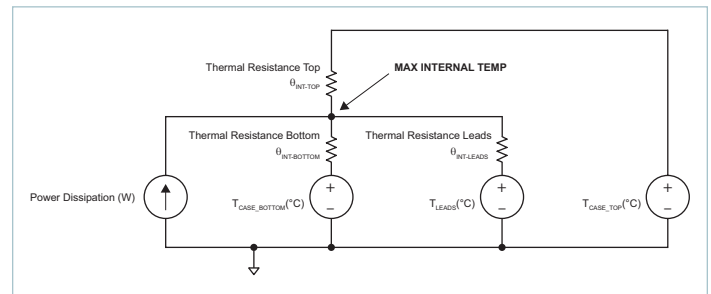 Thermal Resistance Top
θINT-TOP
MAX INTERNAL TEMP
Thermal Resistance Bottom
θINT-BOTTOM
Thermal Resistance Leads
θINT-LEADS
Power Dissipation (W)
+
–
TCASE_BOTTOM(°C)
+
–
TLEADS(°C)
+
–
TCASE_TOP(°C)